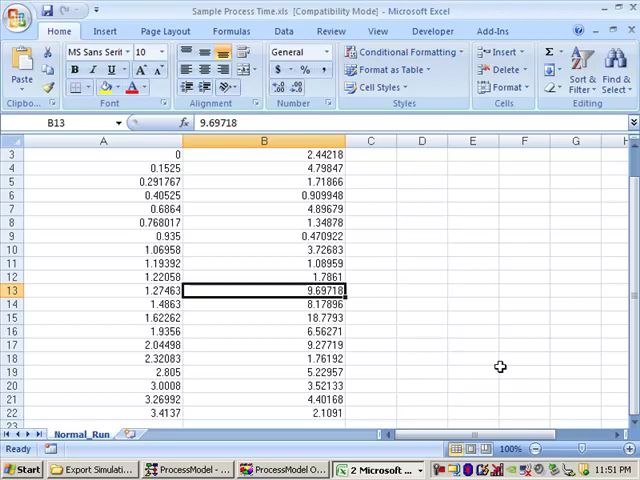 Sample Process Time.xls [Compatibility Mode] - Microsoft Excel
Home Insert Page Layout Formulas Data Review View Developer Add-Ins
Paste
Clipboa...
MS Sans Serif 10
B I U A A
Font
Alignment
General
$ % ,
Number
Conditional Formatting
Format as Table
Cell Styles
Styles
Insert
Delete
Format
Cells
Σ
Sort & Filter
Find & Select
Editing
B13 fx 9.69718
A B C D E F G H
3 0 2.44218
4 0.1525 4.79847
5 0.291767 1.71866
6 0.40525 0.909948
7 0.6864 4.89679
8 0.768017 1.34878
9 0.935 0.470922
10 1.06958 3.72683
11 1.19392 1.08959
12 1.22058 1.7861
13 1.27463 9.69718
14 1.4863 8.17896
15 1.62262 18.7793
16 1.9356 6.56271
17 2.04498 9.27719
18 2.32083 1.76192
19 2.805 5.22957
20 3.0008 3.52133
21 3.26992 4.40168
22 3.4137 2.1091
23
Normal_Run
Ready 100%
Start Export Simulati... ProcessModel - ... ProcessModel O... 2 Microsoft ... 11:51 PM